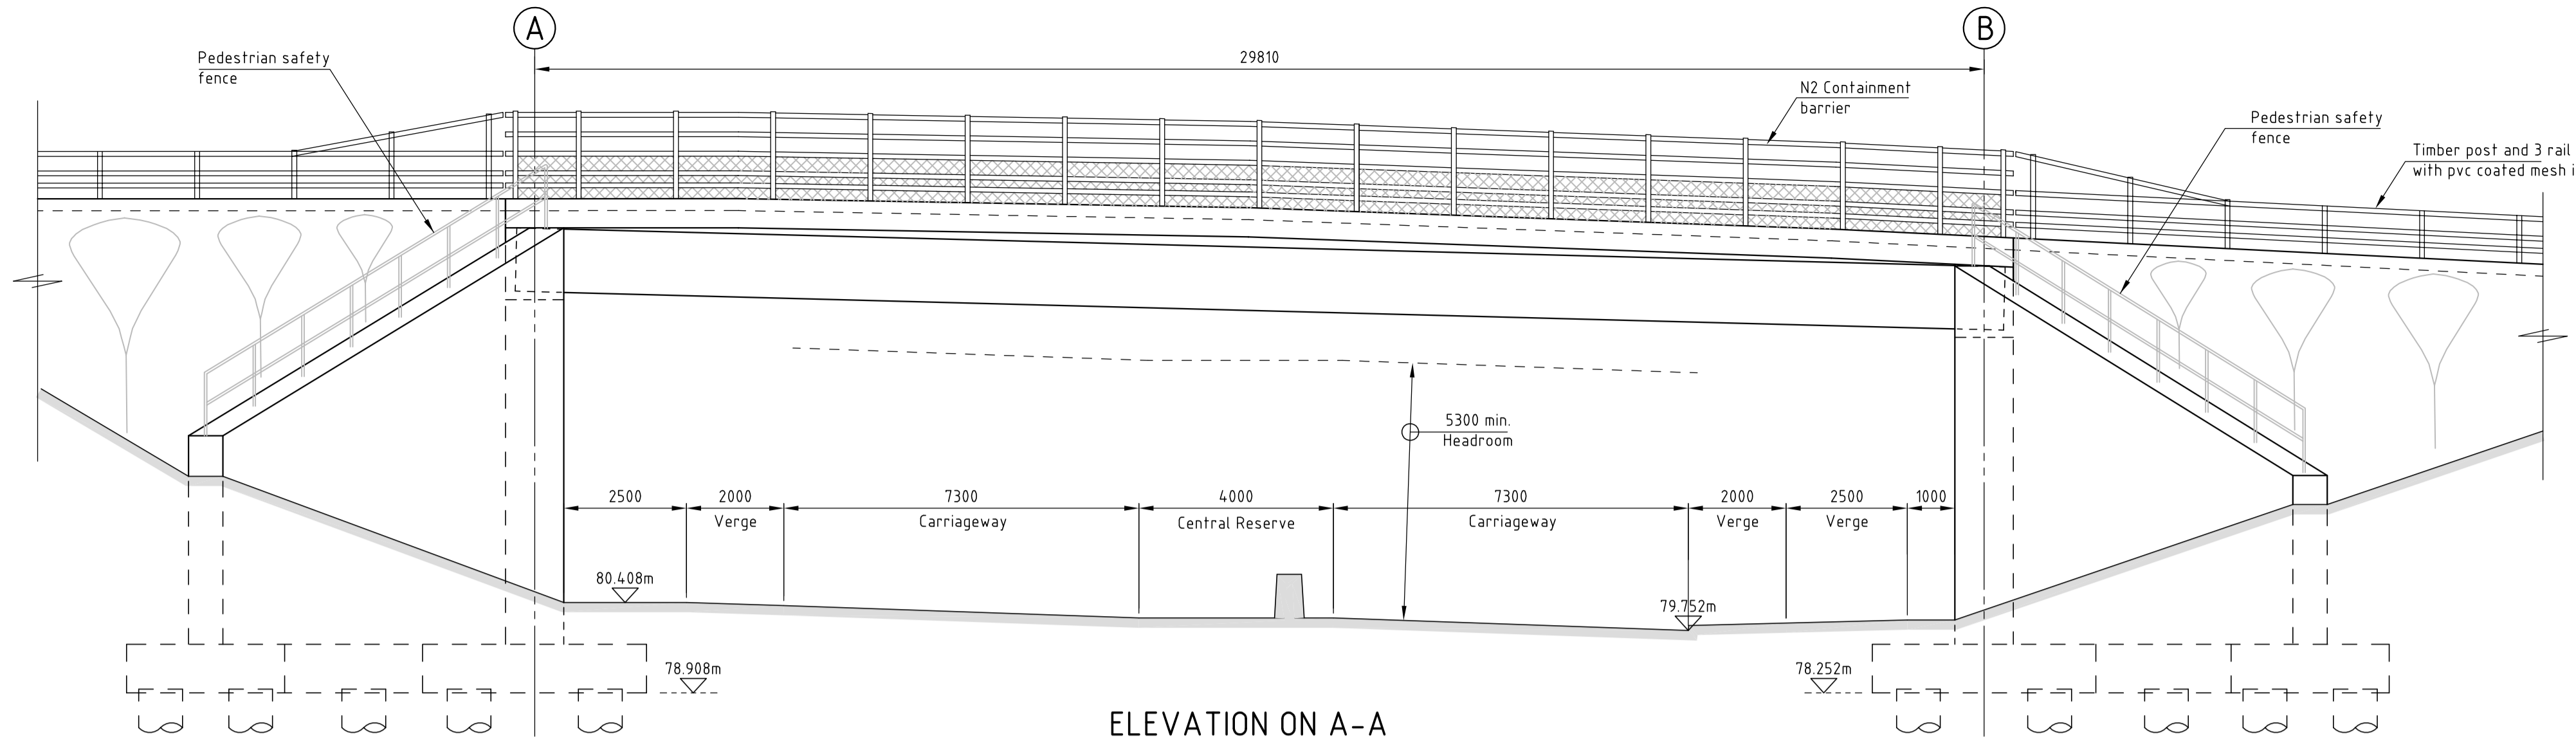 A
B
29810
Pedestrian safety
fence
N2 Containment
barrier
Pedestrian safety
fence
Timber post and 3 rail
with pvc coated mesh i
5300 min.
Headroom
2500
2000
7300
4000
7300
2000
2500
1000
Verge
Carriageway
Central Reserve
Carriageway
Verge
Verge
80.408m
79.752m
78.908m
78.252m
ELEVATION ON A-A